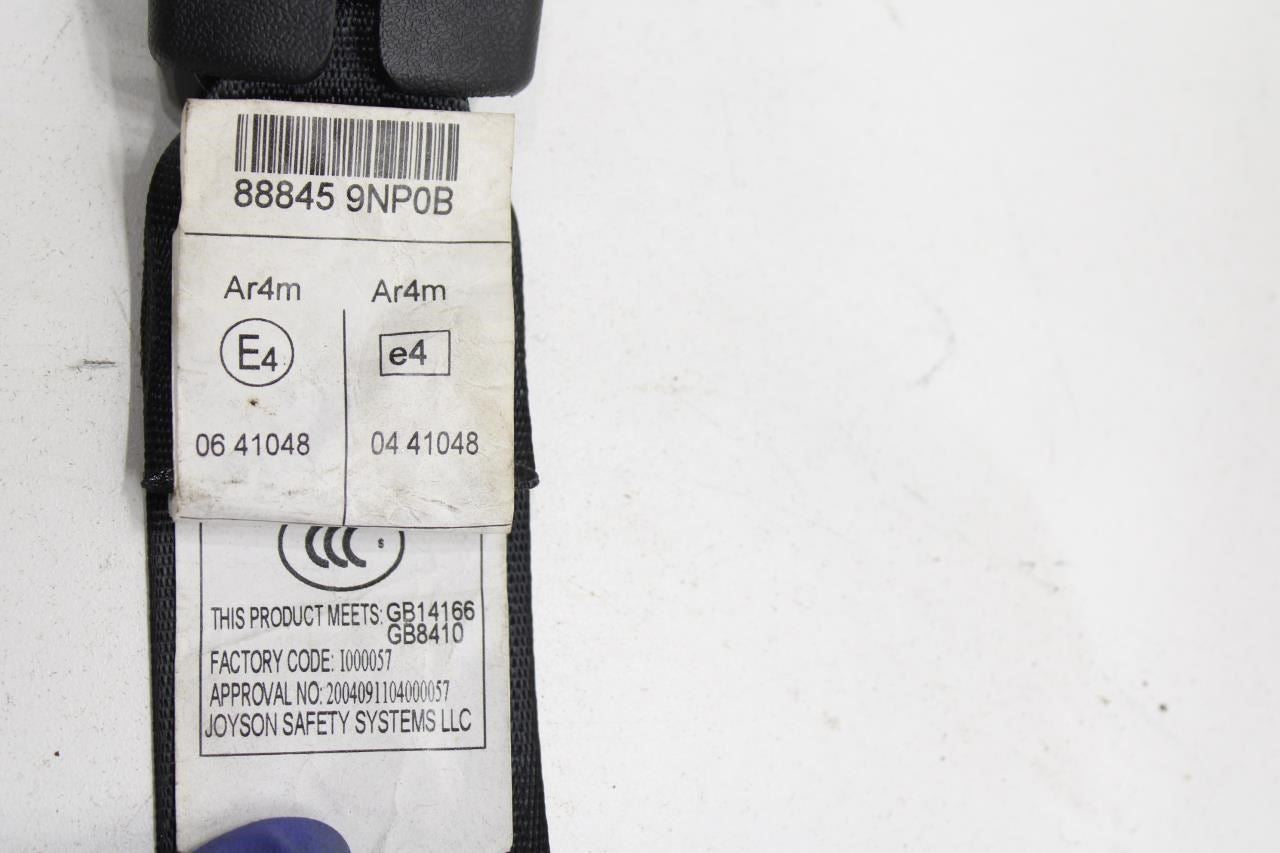 88845 9NP0B
Ar4m Ar4m
E4 e4
06 41048 04 41048
CCC S
THIS PRODUCT MEETS: GB14166
GB8410
FACTORY CODE: I000057
APPROVAL NO: 2004091104000057
JOYSON SAFETY SYSTEMS LLC